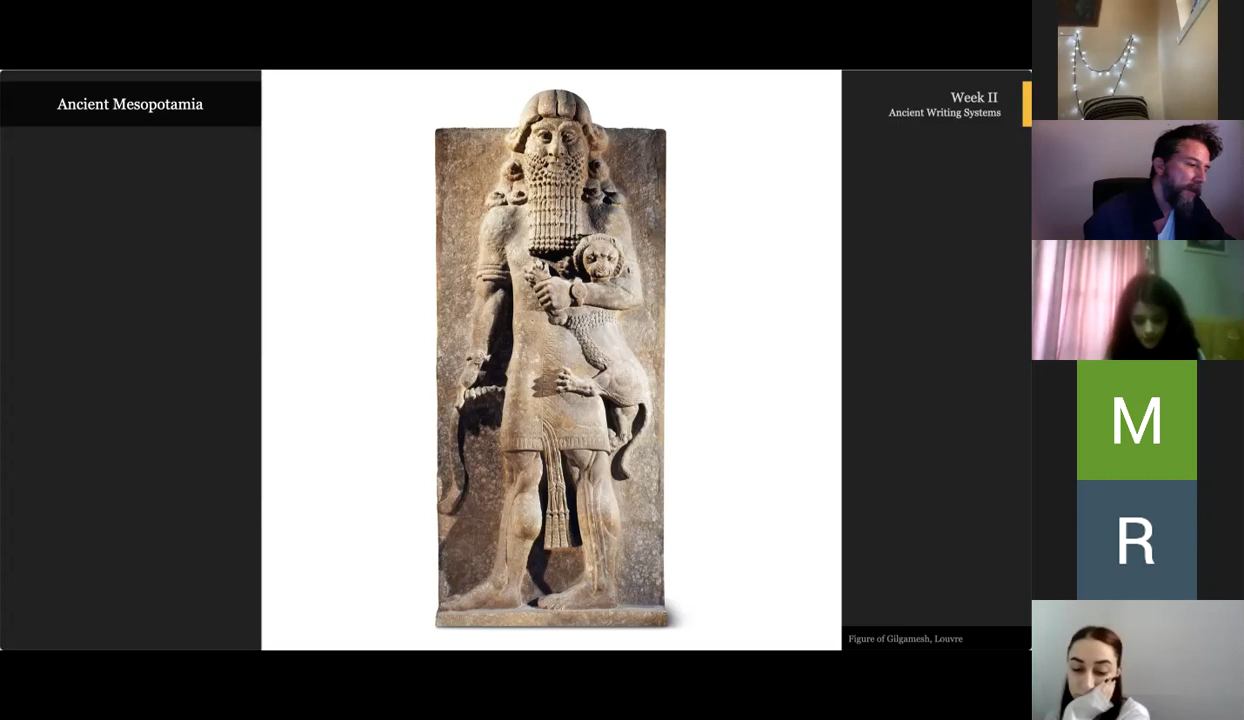 Ancient Mesopotamia
Week II
Ancient Writing Systems
Figure of Gilgamesh, Louvre
M
R